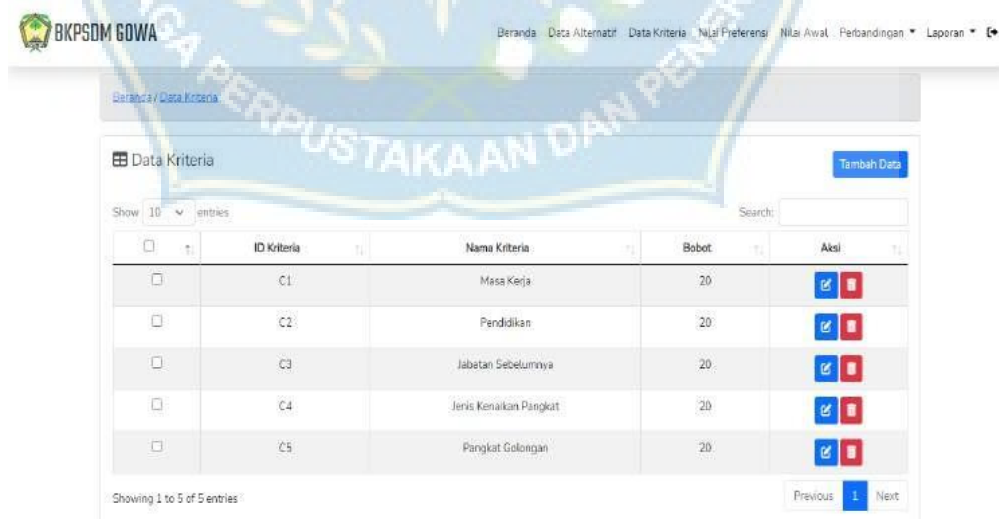 BKPSDM GOWA
Beranda Data Alternatif Data Kriteria Nilai Preferensi Nilai Awal Perbandingan Laporan
Beranda / Data Kriteria
PERPUSTAKAAN DAN
Data Kriteria Tambah Data
Show 10 entries Search:
ID Kriteria Nama Kriteria Bobot Aksi
C1 Masa Kerja 20
C2 Pendidikan 20
C3 Jabatan Sebelumnya 20
C4 Jenis Kenaikan Pangkat 20
C5 Pangkat Golongan 20
Showing 1 to 5 of 5 entries Previous 1 Next